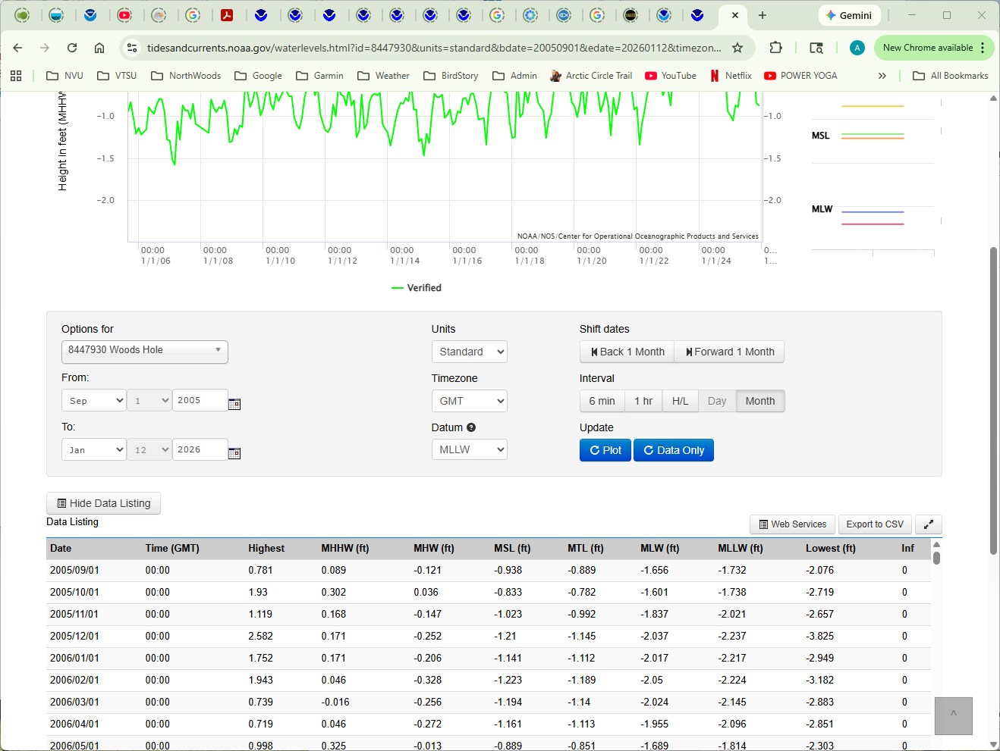 Gemini
tidesandcurrents.noaa.gov/waterlevels.html?id=8447930&units=standard&bdate=20050901&edate=20260112&timezon...
A
New Chrome available
NVU
VTSU
NorthWoods
Google
Garmin
Weather
BirdStory
Admin
Arctic Circle Trail
YouTube
Netflix
POWER YOGA
All Bookmarks
Height in feet (MHHW
-1.0
-1.5
-2.0
-1.0
-1.5
-2.0
NOAA/NOS/Center for Operational Oceanographic Products and Services
00:00 00:00 00:00 00:00 00:00 00:00 00:00 00:00 00:00 00:00 0...
1/1/06 1/1/08 1/1/10 1/1/12 1/1/14 1/1/16 1/1/18 1/1/20 1/1/22 1/1/24 1...
MSL
MLW
Verified
Options for
8447930 Woods Hole
From:
Sep 1 2005
To:
Jan 12 2026
Units
Standard
Timezone
GMT
Datum ?
MLLW
Shift dates
Back 1 Month Forward 1 Month
Interval
6 min 1 hr H/L Day Month
Update
Plot Data Only
Hide Data Listing
Data Listing
Web Services Export to CSV
Date Time (GMT) Highest MHHW (ft) MHW (ft) MSL (ft) MTL (ft) MLW (ft) MLLW (ft) Lowest (ft) Inf
2005/09/01 00:00 0.781 0.089 -0.121 -0.938 -0.889 -1.656 -1.732 -2.076 0
2005/10/01 00:00 1.93 0.302 0.036 -0.833 -0.782 -1.601 -1.738 -2.719 0
2005/11/01 00:00 1.119 0.168 -0.147 -1.023 -0.992 -1.837 -2.021 -2.657 0
2005/12/01 00:00 2.582 0.171 -0.252 -1.21 -1.145 -2.037 -2.237 -3.825 0
2006/01/01 00:00 1.752 0.171 -0.206 -1.141 -1.112 -2.017 -2.217 -2.949 0
2006/02/01 00:00 1.943 0.046 -0.328 -1.223 -1.189 -2.05 -2.224 -3.182 0
2006/03/01 00:00 0.739 -0.016 -0.256 -1.194 -1.14 -2.024 -2.145 -2.883 0
2006/04/01 00:00 0.719 0.046 -0.272 -1.161 -1.113 -1.955 -2.096 -2.851 0
2006/05/01 00:00 0.998 0.325 -0.013 -0.889 -0.851 -1.689 -1.814 -2.303 0